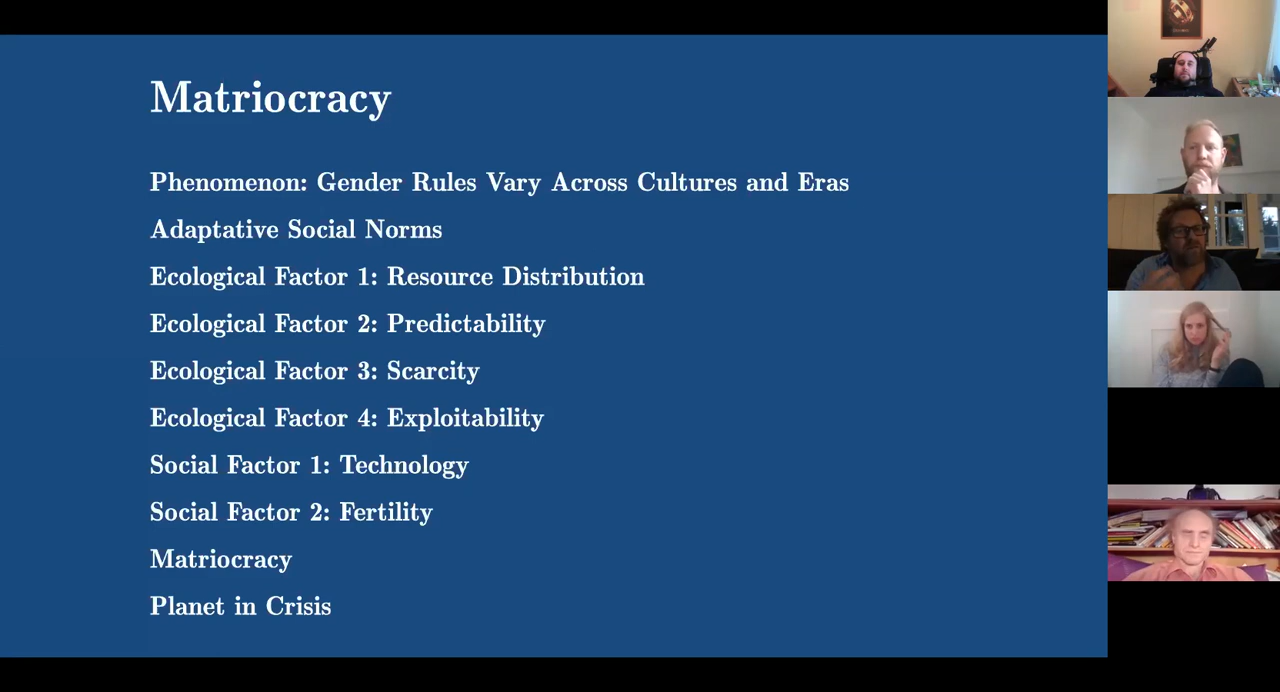 Matriocracy
Phenomenon: Gender Rules Vary Across Cultures and Eras
Adaptative Social Norms
Ecological Factor 1: Resource Distribution
Ecological Factor 2: Predictability
Ecological Factor 3: Scarcity
Ecological Factor 4: Exploitability
Social Factor 1: Technology
Social Factor 2: Fertility
Matriocracy
Planet in Crisis